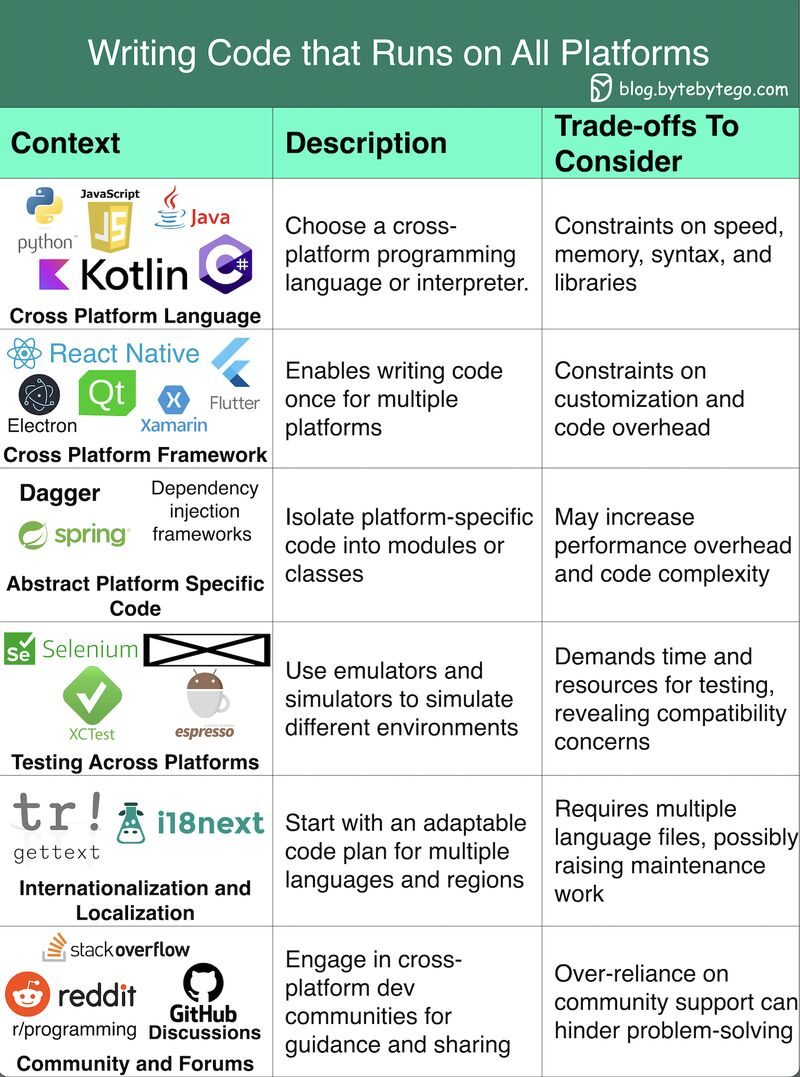 Writing Code that Runs on All Platforms
blog.bytebytego.com
Context
Description
Trade-offs To
Consider
python™
JavaScript
JS
Java
Kotlin
C#
Cross Platform Language
Choose a cross-
platform programming
language or interpreter.
Constraints on speed,
memory, syntax, and
libraries
React Native
Electron
Qt
Xamarin
Flutter
Cross Platform Framework
Enables writing code
once for multiple
platforms
Constraints on
customization and
code overhead
Dagger
Dependency
injection
frameworks
spring
Abstract Platform Specific
Code
Isolate platform-specific
code into modules or
classes
May increase
performance overhead
and code complexity
Se Selenium
XCTest
espresso
Testing Across Platforms
Use emulators and
simulators to simulate
different environments
Demands time and
resources for testing,
revealing compatibility
concerns
tr!
gettext
i18next
Internationalization and
Localization
Start with an adaptable
code plan for multiple
languages and regions
Requires multiple
language files, possibly
raising maintenance
work
stackoverflow
reddit
r/programming
GitHub
Discussions
Community and Forums
Engage in cross-
platform dev
communities for
guidance and sharing
Over-reliance on
community support can
hinder problem-solving